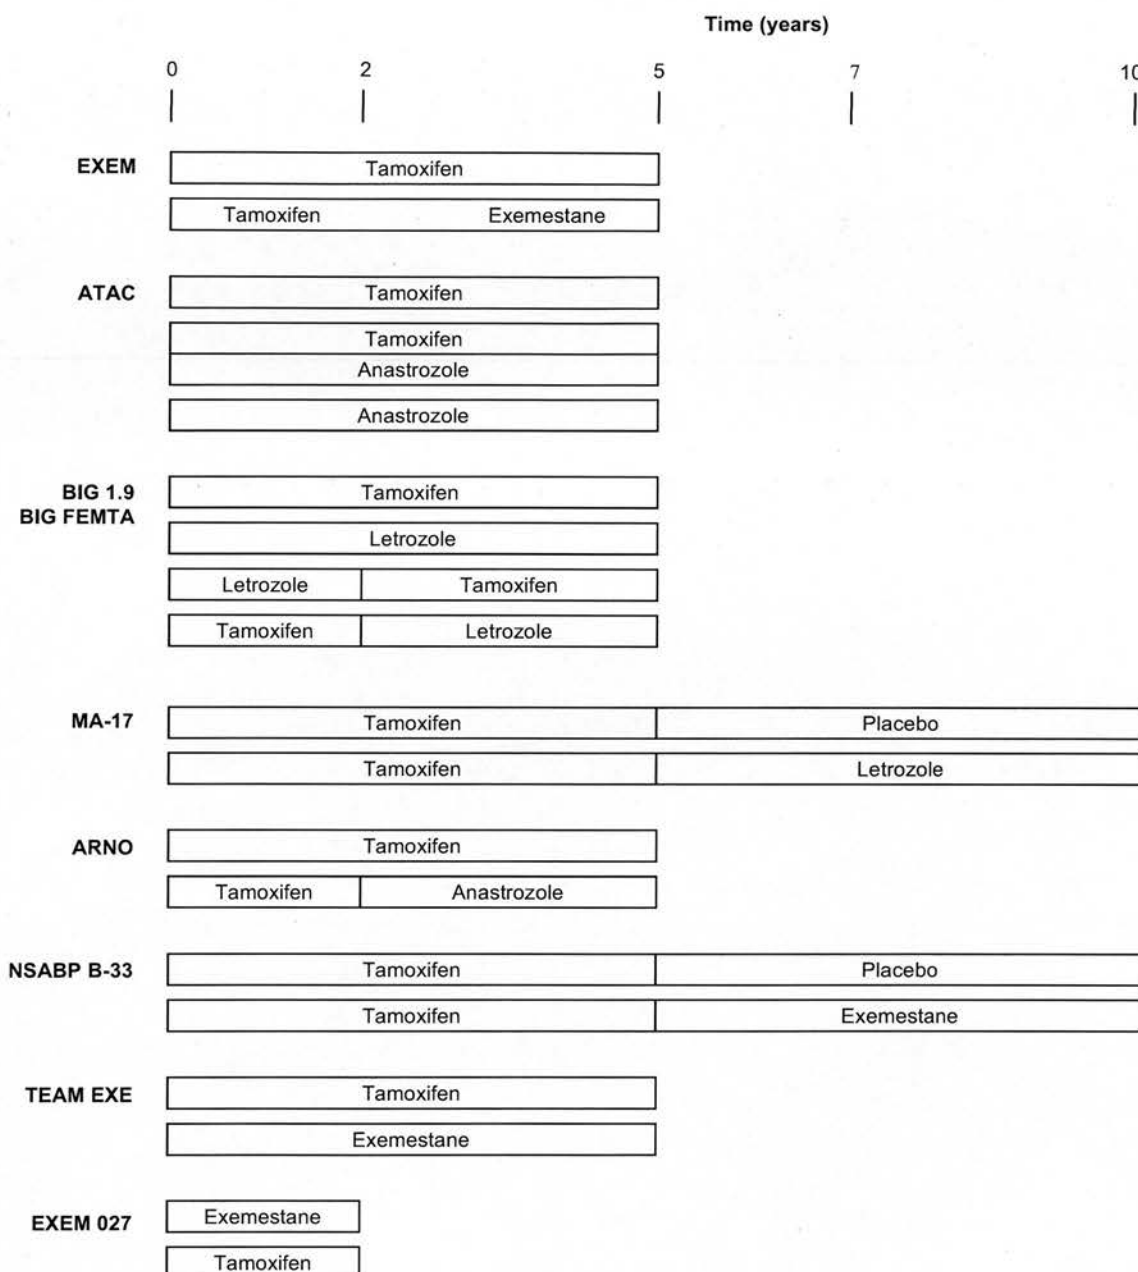 Time (years)
0 2 5 7 10
EXEM Tamoxifen
Tamoxifen Exemestane
ATAC Tamoxifen
Tamoxifen
Anastrozole
Anastrozole
BIG 1.9 Tamoxifen
BIG FEMTA
Letrozole
Letrozole Tamoxifen
Tamoxifen Letrozole
MA-17 Tamoxifen Placebo
Tamoxifen Letrozole
ARNO Tamoxifen
Tamoxifen Anastrozole
NSABP B-33 Tamoxifen Placebo
Tamoxifen Exemestane
TEAM EXE Tamoxifen
Exemestane
EXEM 027 Exemestane
Tamoxifen